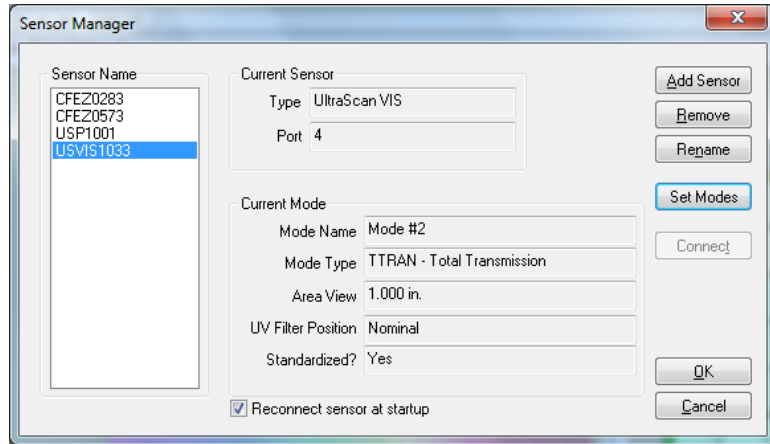 Sensor Manager
Sensor Name
CFEZ0283
CFEZ0573
USP1001
USVIS1033
Current Sensor
Type UltraScan VIS
Port 4
Current Mode
Mode Name Mode #2
Mode Type TTRAN - Total Transmission
Area View 1.000 in.
UV Filter Position Nominal
Standardized? Yes
Reconnect sensor at startup
Add Sensor
Remove
Rename
Set Modes
Connect
OK
Cancel